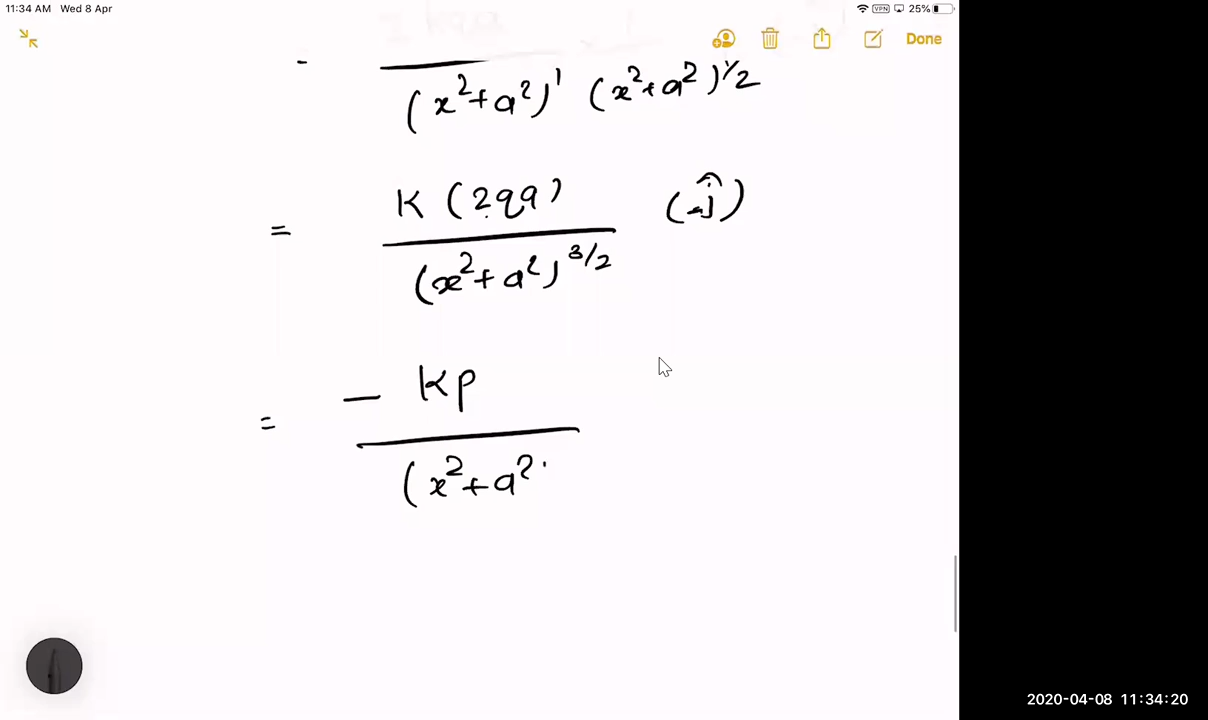 11:34 AM Wed 8 Apr VPN 25%
Done
(x²+a²)¹ (x²+a²)^1/2
= K (2qa) (-ĵ)
(x²+a²)^3/2
= - Kp
(x²+a²
2020-04-08 11:34:20